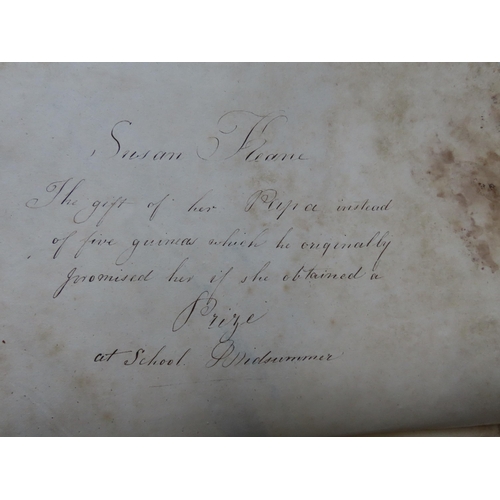 Susan Keane
The gift of her Papa instead
of five guineas which he originally
promised her if she obtained a
Prize
at School. Midsummer